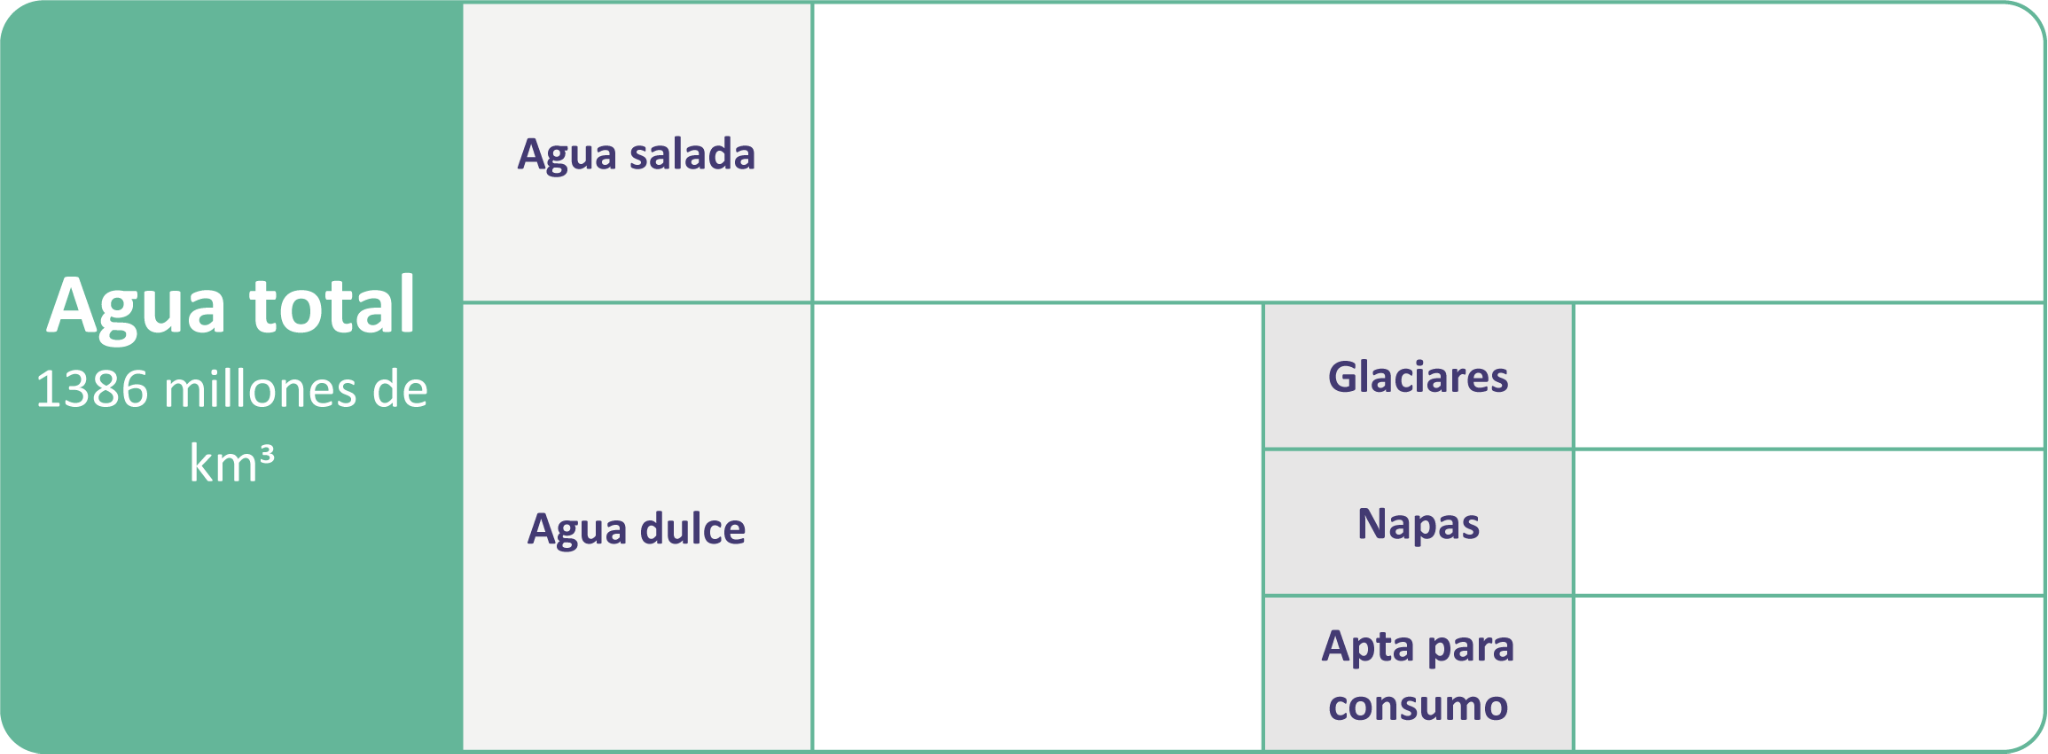 Agua total
1386 millones de
km³
Agua salada
Agua dulce
Glaciares
Napas
Apta para
consumo